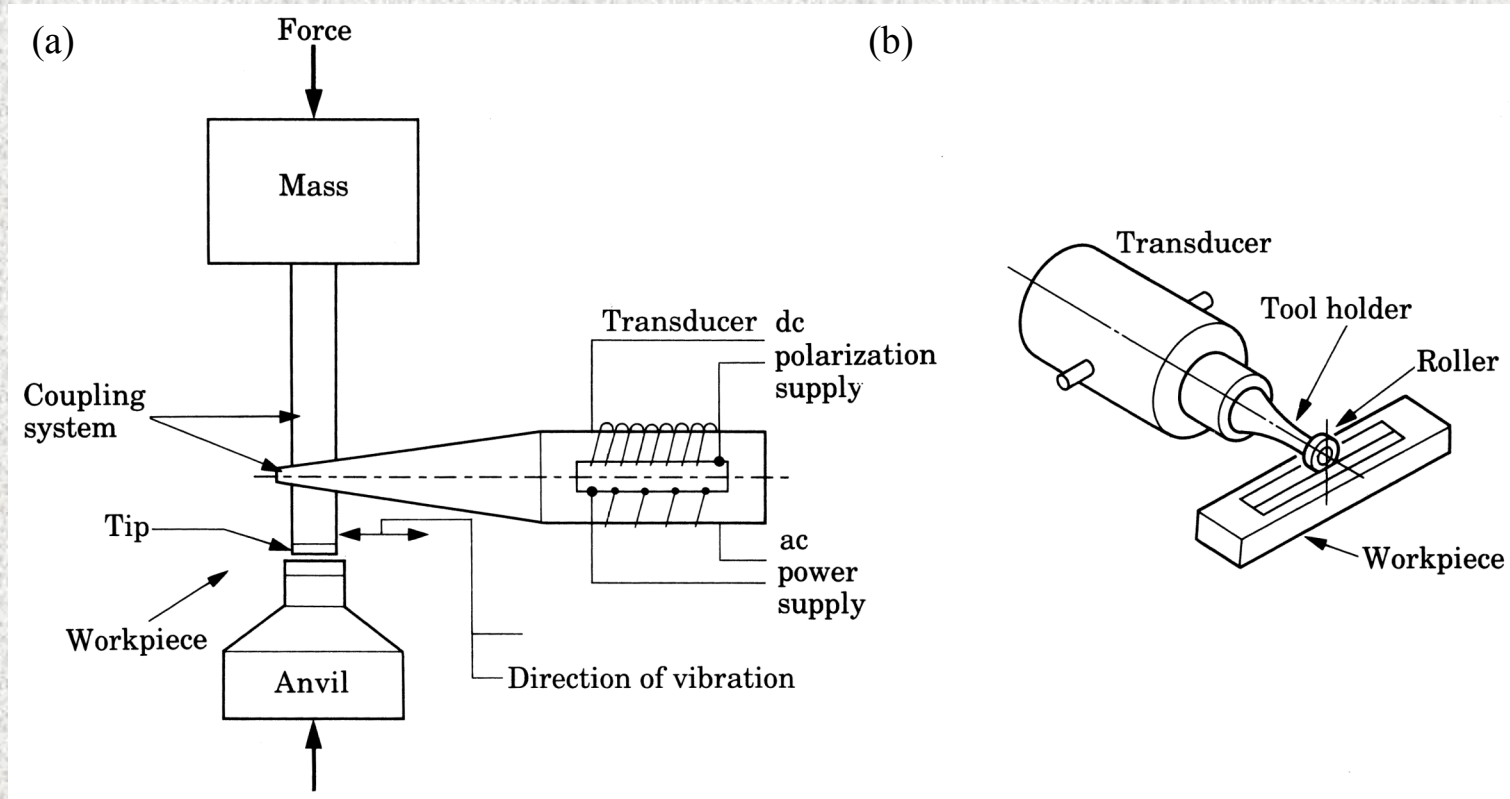 (a)
Force
Mass
Transducer dc
polarization
supply
Coupling
system
Tip
ac
power
supply
Workpiece
Anvil
Direction of vibration
(b)
Transducer
Tool holder
Roller
Workpiece